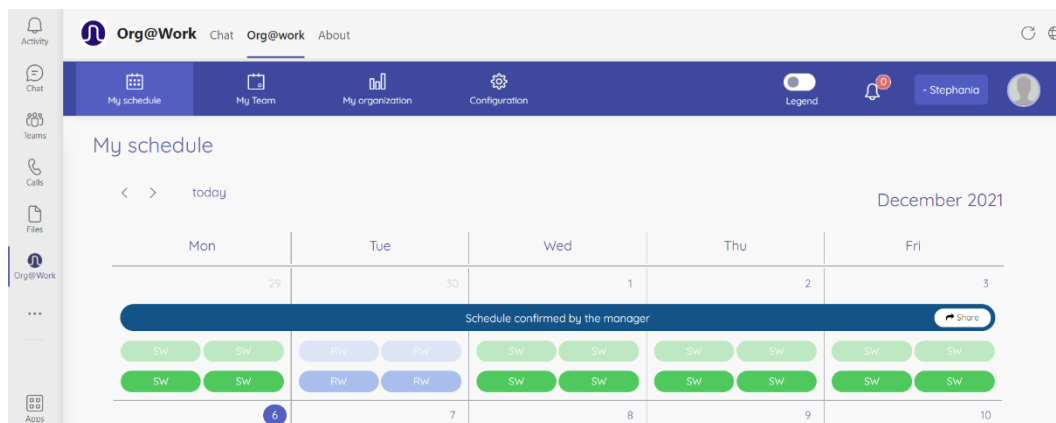 Activity
Chat
Teams
Calls
Files
Org@Work
...
Apps
Org@Work Chat Org@work About
My schedule My Team My organization Configuration Legend 0 - Stephania
My schedule
today
December 2021
Mon Tue Wed Thu Fri
29 30 1 2 3
Schedule confirmed by the manager Share
SW SW RW RW SW SW SW SW SW SW
SW SW RW RW SW SW SW SW SW SW
6 7 8 9 10